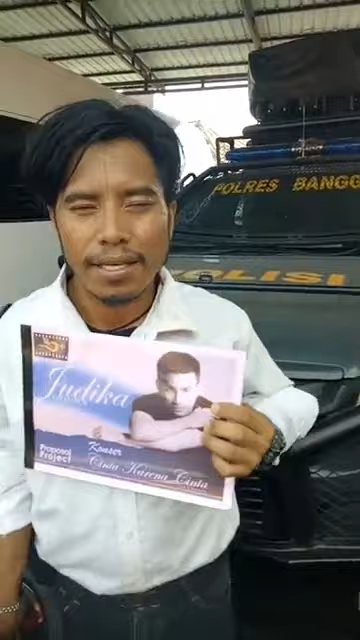 POLRES BANGG
POLISI
Judika
Proposal
Project
Konser
Cinta Karena Cinta